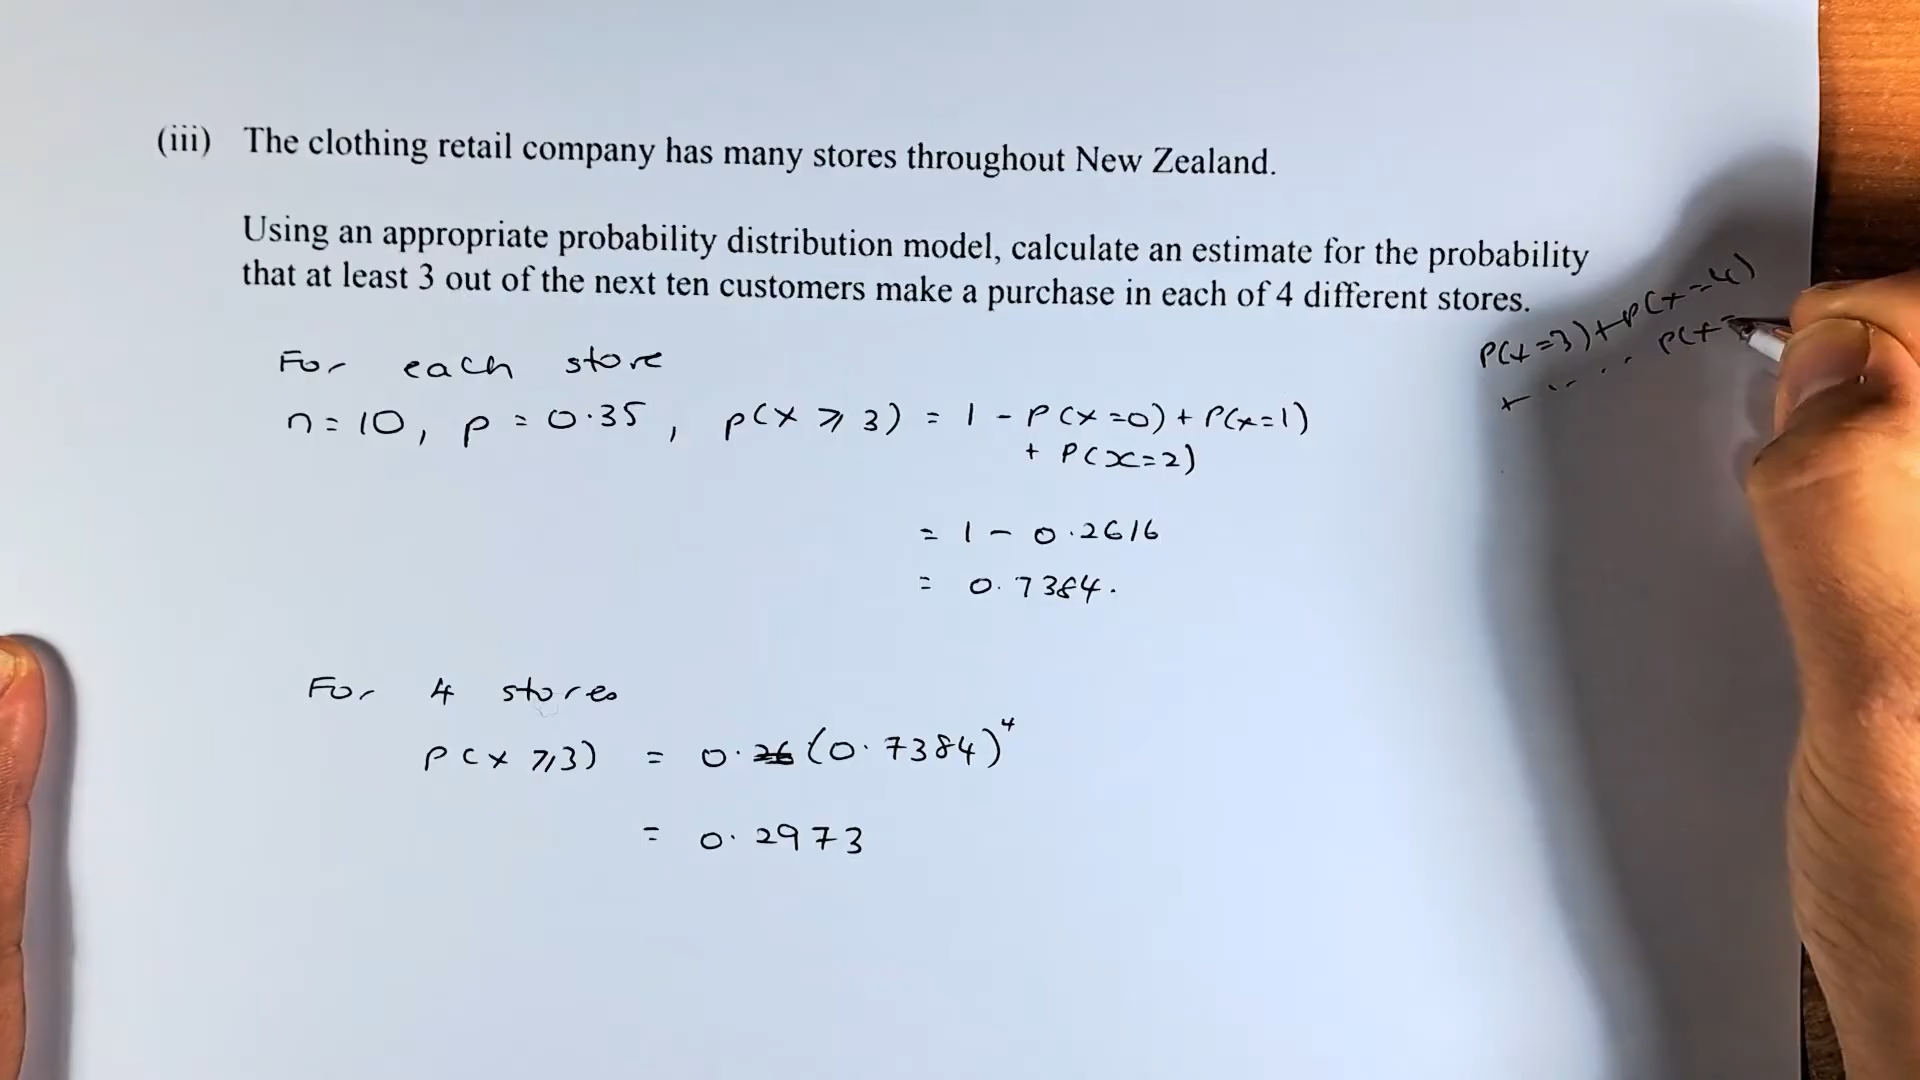 (iii) The clothing retail company has many stores throughout New Zealand.
Using an appropriate probability distribution model, calculate an estimate for the probability
that at least 3 out of the next ten customers make a purchase in each of 4 different stores.
P(x=3)+P(x=4)
+ ..... P(x=
For each store
n=10, p = 0.35, p(x ⩾ 3) = 1 - P(x=0) + P(x=1)
+ P(x=2)
= 1 - 0.2616
= 0.7384.
For 4 stores
P(x ⩾3) = 0.26 (0.7384)⁴
= 0.2973